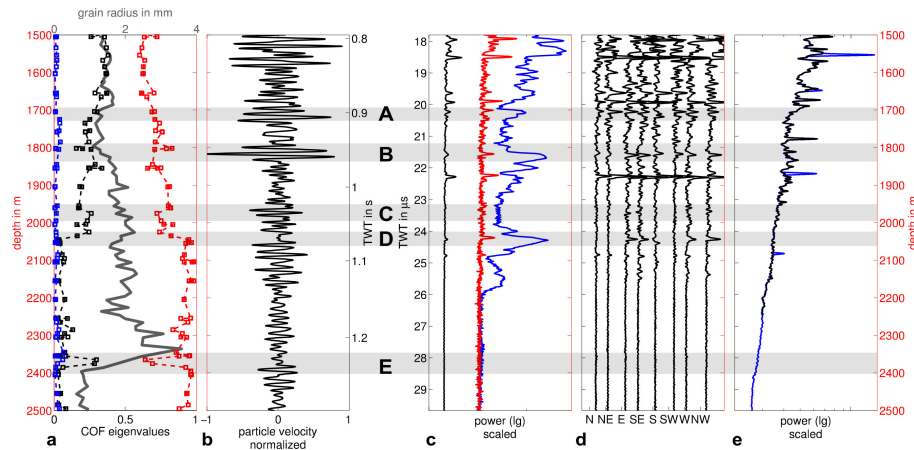 grain radius in mm
0 2 4
1500
1600
1700
1800
1900
2000
2100
2200
2300
2400
2500
depth in m
0 0.5 1
COF eigenvalues
a
0.8
0.9
1
1.1
1.2
TWT in s
−1 0 1
particle velocity
normalized
b
A
B
C
D
E
18
19
20
21
22
23
24
25
26
27
28
29
TWT in µs
power (lg)
scaled
c
N NE E SE S SW W NW
d
power (lg)
scaled
e
1500
1600
1700
1800
1900
2000
2100
2200
2300
2400
2500
depth in m